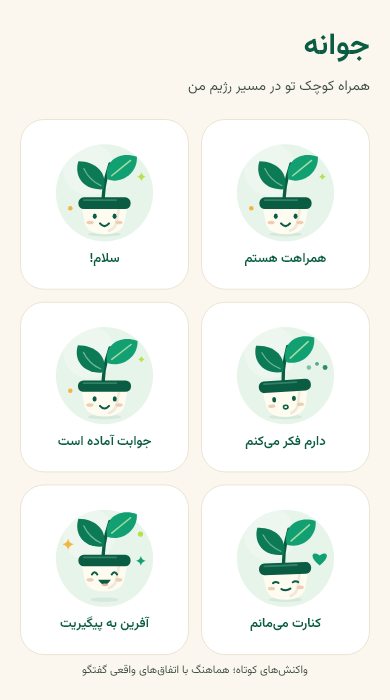 جوانه
همراه کوچک تو در مسیر رژیم من
همراهت هستم
سلام!
دارم فکر می‌کنم
جوابت آماده است
کنارت می‌مانم
آفرین به پیگیریت
واکنش‌های کوتاه؛ هماهنگ با اتفاق‌های واقعی گفتگو